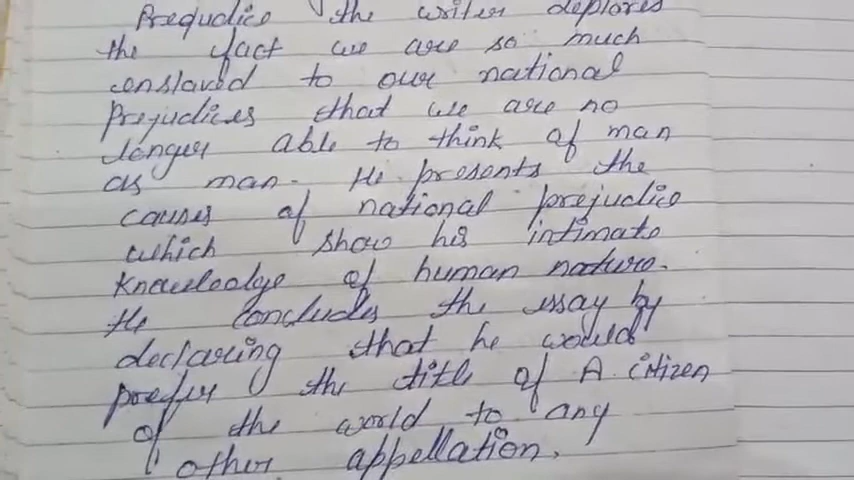 Prejudice the writer deplores
the fact we are so much
enslaved to our national
Prejudices that we are no
longer able to think of man
as man. He presents the
causes of national prejudice
which show his intimate
knowledge of human nature.
He Concludes the essay by
declaring that he would
prefer the title of A citizen
of the world to any
other appellation.